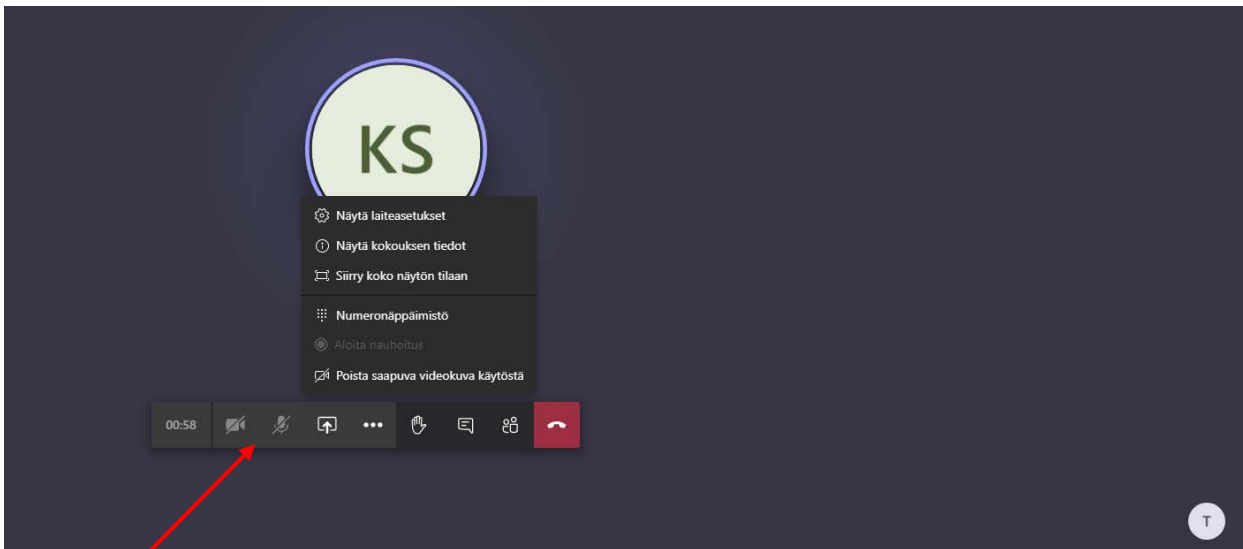 KS
Näytä laiteasetukset
Näytä kokouksen tiedot
Siirry koko näytön tilaan
Numeronäppäimistö
Aloita nauhoitus
Poista saapuva videokuva käytöstä
00:58
T